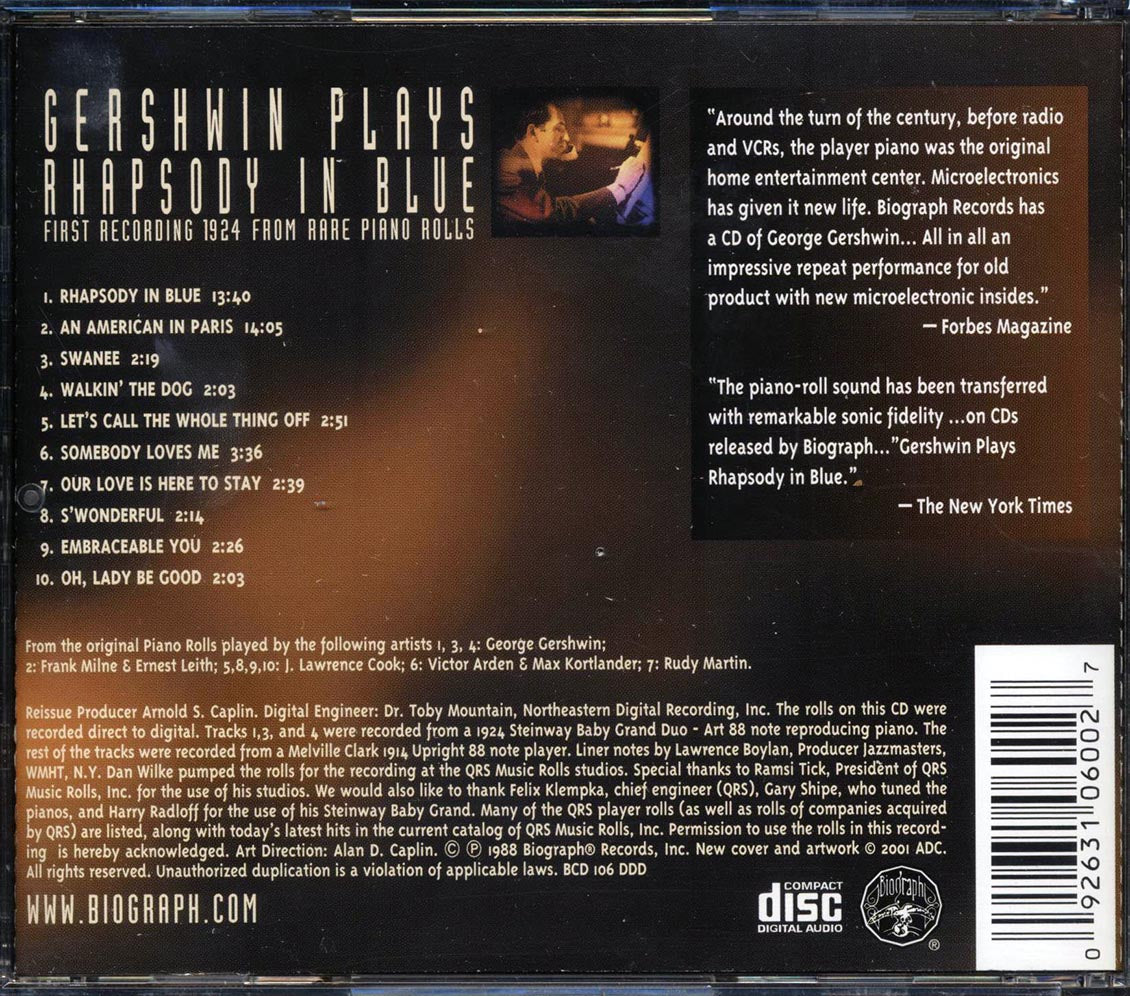 GERSHWIN PLAYS
RHAPSODY IN BLUE
FIRST RECORDING 1924 FROM RARE PIANO ROLLS
1. RHAPSODY IN BLUE 13:40
2. AN AMERICAN IN PARIS 14:05
3. SWANEE 2:19
4. WALKIN' THE DOG 2:03
5. LET'S CALL THE WHOLE THING OFF 2:51
6. SOMEBODY LOVES ME 3:36
7. OUR LOVE IS HERE TO STAY 2:39
8. S'WONDERFUL 2:14
9. EMBRACEABLE YOU 2:26
10. OH, LADY BE GOOD 2:03
"Around the turn of the century, before radio
and VCRs, the player piano was the original
home entertainment center. Microelectronics
has given it new life. Biograph Records has
a CD of George Gershwin... All in all an
impressive repeat performance for old
product with new microelectronic insides."
— Forbes Magazine
"The piano-roll sound has been transferred
with remarkable sonic fidelity ...on CDs
released by Biograph..."Gershwin Plays
Rhapsody in Blue."
— The New York Times
From the original Piano Rolls played by the following artists 1, 3, 4: George Gershwin;
2: Frank Milne & Ernest Leith; 5,8,9,10: J. Lawrence Cook; 6: Victor Arden & Max Kortlander; 7: Rudy Martin.
Reissue Producer Arnold S. Caplin. Digital Engineer: Dr. Toby Mountain, Northeastern Digital Recording, Inc. The rolls on this CD were
recorded direct to digital. Tracks 1,3, and 4 were recorded from a 1924 Steinway Baby Grand Duo - Art 88 note reproducing piano. The
rest of the tracks were recorded from a Melville Clark 1914 Upright 88 note player. Liner notes by Lawrence Boylan, Producer Jazzmasters,
WMHT, N.Y. Dan Wilke pumped the rolls for the recording at the QRS Music Rolls studios. Special thanks to Ramsi Tick, President of QRS
Music Rolls, Inc. for the use of his studios. We would also like to thank Felix Klempka, chief engineer (QRS), Gary Shipe, who tuned the
pianos, and Harry Radloff for the use of his Steinway Baby Grand. Many of the QRS player rolls (as well as rolls of companies acquired
by QRS) are listed, along with today's latest hits in the current catalog of QRS Music Rolls, Inc. Permission to use the rolls in this record-
ing is hereby acknowledged. Art Direction: Alan D. Caplin. © ℗ 1988 Biograph® Records, Inc. New cover and artwork © 2001 ADC.
All rights reserved. Unauthorized duplication is a violation of applicable laws. BCD 106 DDD
WWW.BIOGRAPH.COM
COMPACT
disc
DIGITAL AUDIO
Biograph
®
0 92631 06002 7